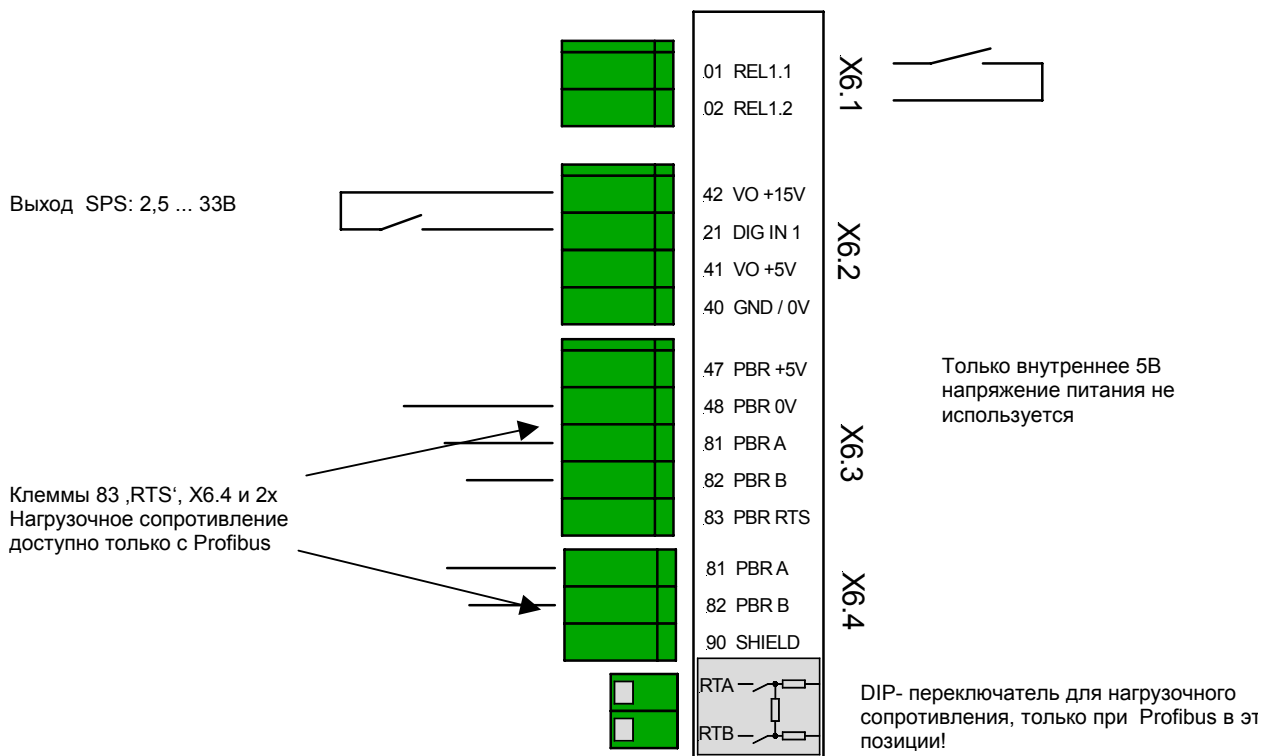 01 REL1.1
02 REL1.2
X6.1
Выход SPS: 2,5 ... 33В
42 VO +15V
21 DIG IN 1
41 VO +5V
40 GND / 0V
X6.2
47 PBR +5V
48 PBR 0V
81 PBR A
82 PBR B
83 PBR RTS
X6.3
Только внутреннее 5В
напряжение питания не
используется
Клеммы 83 ‚RTS‘, X6.4 и 2x
Нагрузочное сопротивление
доступно только с Profibus
81 PBR A
82 PBR B
90 SHIELD
X6.4
RTA
RTB
DIP- переключатель для нагрузочного
сопротивления, только при Profibus в
позиции!